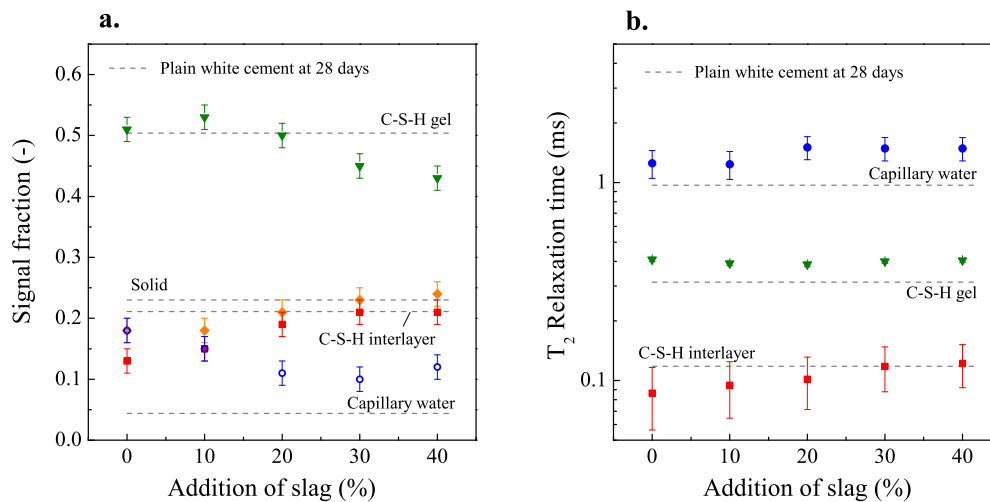 a.
Plain white cement at 28 days
C-S-H gel
Solid
C-S-H interlayer
Capillary water
0.6
0.5
0.4
0.3
0.2
0.1
0.0
Signal fraction (-)
0 10 20 30 40
Addition of slag (%)
b.
Plain white cement at 28 days
Capillary water
C-S-H gel
C-S-H interlayer
1
0.1
T2 Relaxation time (ms)
0 10 20 30 40
Addition of slag (%)